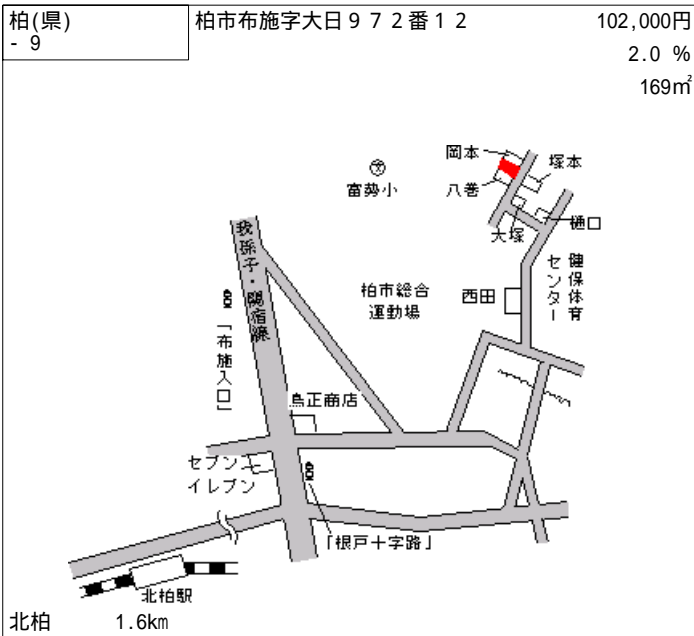 柏(県)
- 9
柏市布施字大日９７２番１２
102,000円
2.0 %
169㎡
岡本
塚本
富勢小
八巻
大塚
樋口
我孫子・関宿線
「布施入口」
柏市総合
運動場
西田
健保体育
センター
鳥正商店
セブン
イレブン
「根戸十字路」
北柏駅
北柏 1.6km